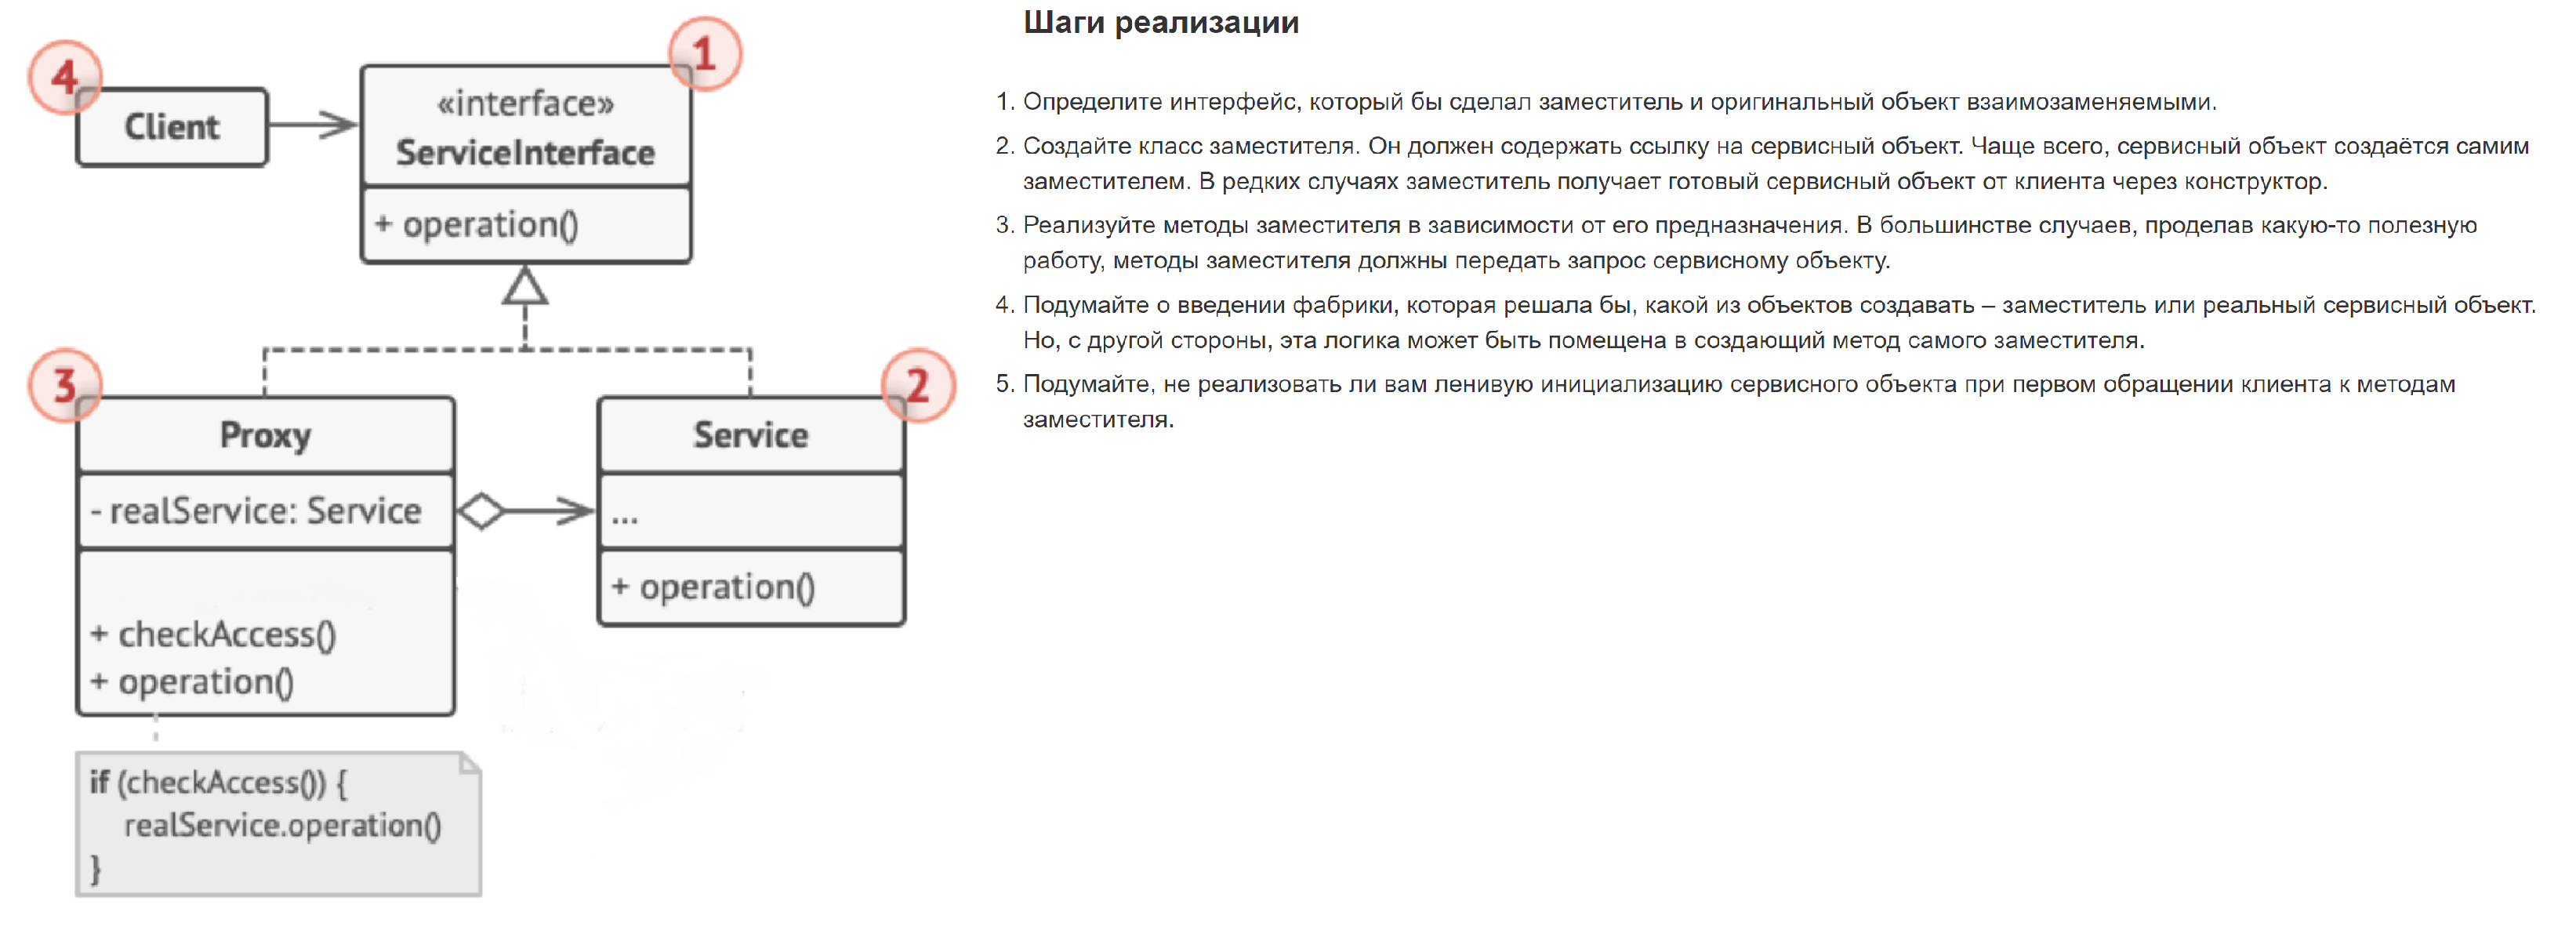 4
Client
1
«interface»
ServiceInterface
+ operation()
3
Proxy
- realService: Service
+ checkAccess()
+ operation()
2
Service
...
+ operation()
if (checkAccess()) {
realService.operation()
}
Шаги реализации
1. Определите интерфейс, который бы сделал заместитель и оригинальный объект взаимозаменяемыми.
2. Создайте класс заместителя. Он должен содержать ссылку на сервисный объект. Чаще всего, сервисный объект создаётся самим
заместителем. В редких случаях заместитель получает готовый сервисный объект от клиента через конструктор.
3. Реализуйте методы заместителя в зависимости от его предназначения. В большинстве случаев, проделав какую-то полезную
работу, методы заместителя должны передать запрос сервисному объекту.
4. Подумайте о введении фабрики, которая решала бы, какой из объектов создавать – заместитель или реальный сервисный объект.
Но, с другой стороны, эта логика может быть помещена в создающий метод самого заместителя.
5. Подумайте, не реализовать ли вам ленивую инициализацию сервисного объекта при первом обращении клиента к методам
заместителя.